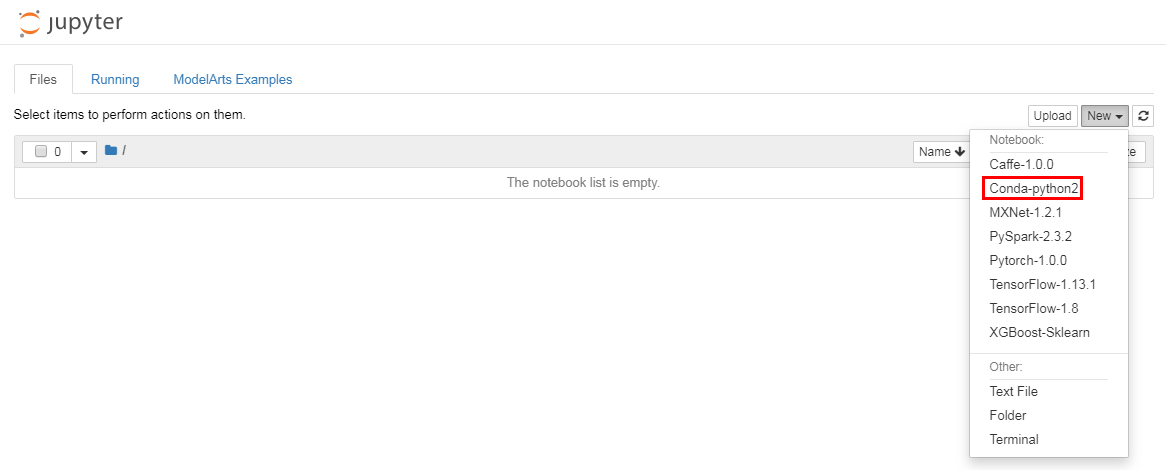 jupyter
Files Running ModelArts Examples
Select items to perform actions on them.
Upload New
0 /
Name
The notebook list is empty.
Notebook:
Caffe-1.0.0
Conda-python2
MXNet-1.2.1
PySpark-2.3.2
Pytorch-1.0.0
TensorFlow-1.13.1
TensorFlow-1.8
XGBoost-Sklearn
Other:
Text File
Folder
Terminal